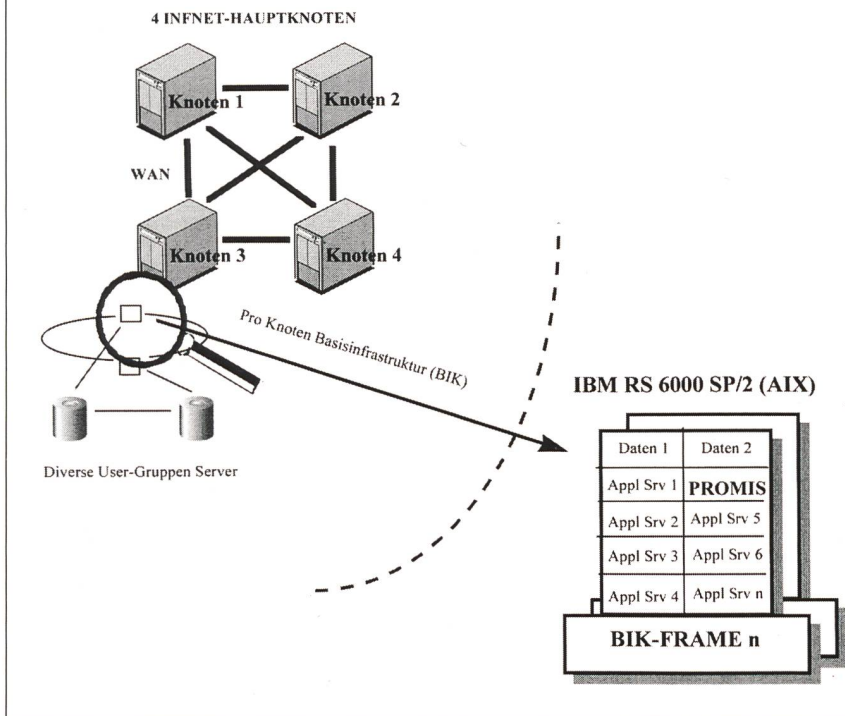 4 INFNET-HAUPTKNOTEN
Knoten 1
Knoten 2
WAN
Knoten 3
Knoten 4
Pro Knoten Basisinfrastruktur (BIK)
Diverse User-Gruppen Server
IBM RS 6000 SP/2 (AIX)
Daten 1
Daten 2
Appl Srv 1
PROMIS
Appl Srv 2
Appl Srv 5
Appl Srv 3
Appl Srv 6
Appl Srv 4
Appl Srv n
BIK-FRAME n